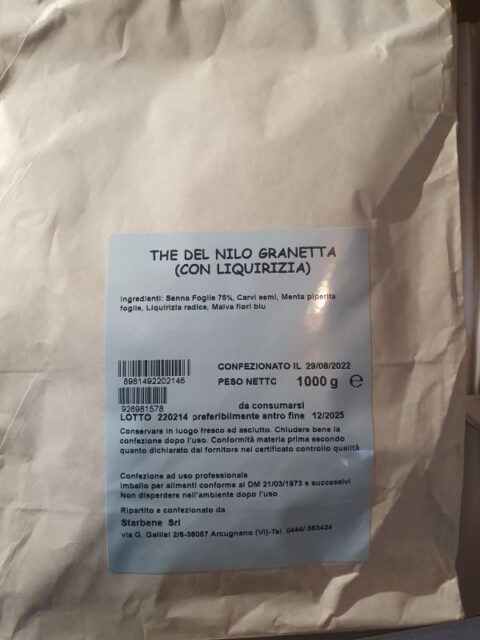 THE DEL NILO GRANETTA
(CON LIQUIRIZIA)
Ingredienti: Senna Foglie 75%, Carvi semi, Menta piperita
foglie, Liquirizia radice, Malva fiori blu
CONFEZIONATO IL 29/08/2022
8981492202146 PESO NETTO 1000 g e
926981578 da consumarsi
LOTTO 220214 preferibilmente entro fine 12/2025
Conservare in luogo fresco ed asciutto. Chiudere bene la
confezione dopo l'uso. Conformità materia prima secondo
quanto dichiarato dal fornitore nel certificato controllo qualità.
Confezione ad uso professionale
Imballo per alimenti conforme al DM 21/03/1973 e successivi
Non disperdere nell'ambiente dopo l'uso
Ripartito e confezionato da
Starbene Srl
via G. Galilei 2/6-36057 Arcugnano (VI)-Tel. 0444/ 583424